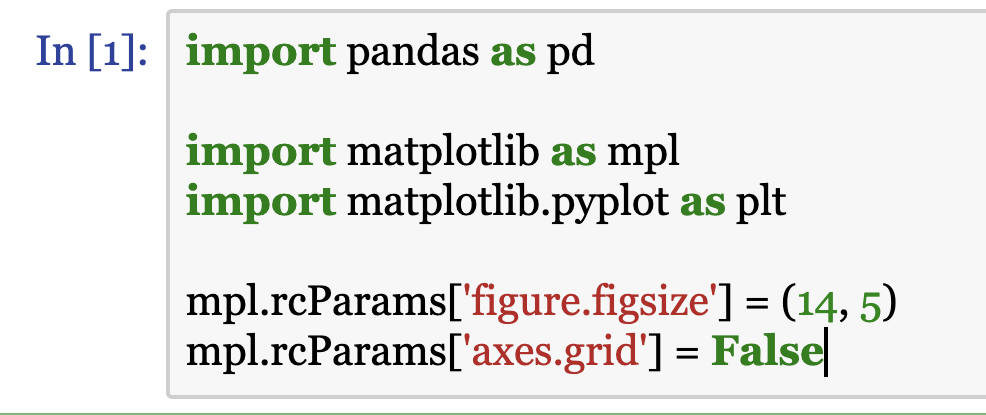 In [1]:
import pandas as pd
import matplotlib as mpl
import matplotlib.pyplot as plt
mpl.rcParams['figure.figsize'] = (14, 5)
mpl.rcParams['axes.grid'] = False